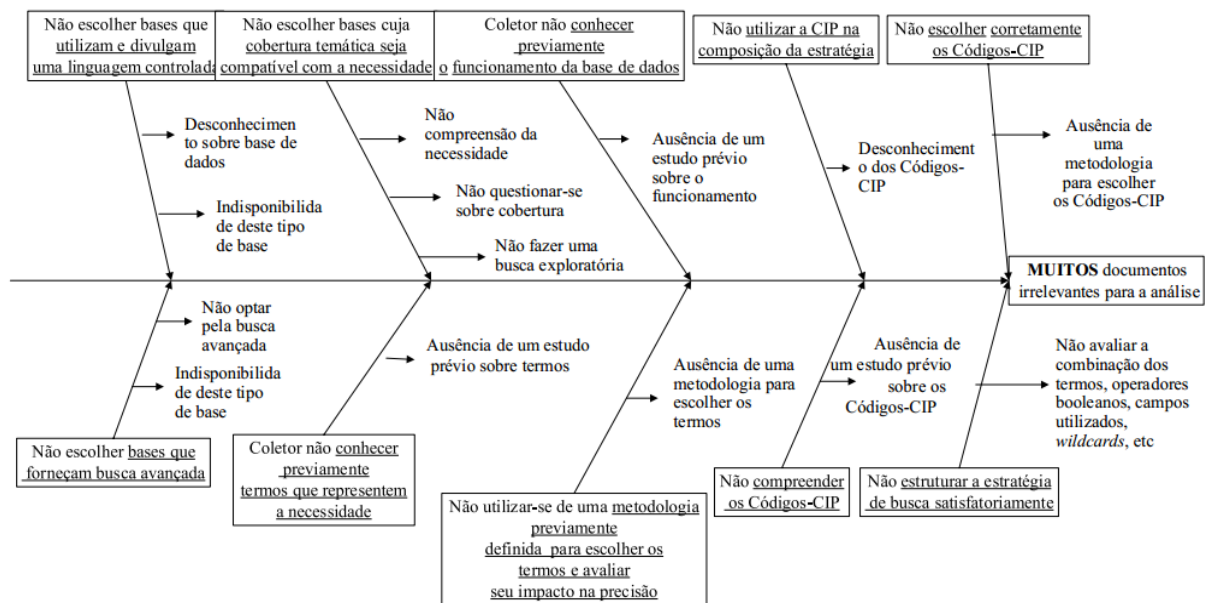 Não escolher bases que
utilizam e divulgam
uma linguagem controlada
Não escolher bases cuja
cobertura temática seja
compatível com a necessidade
Coletor não conhecer
previamente
o funcionamento da base de dados
Não utilizar a CIP na
composição da estratégia
Não escolher corretamente
os Códigos-CIP
Desconhecimen
to sobre base de
dados
Indisponibilida
de deste tipo
de base
Não
compreensão da
necessidade
Não questionar-se
sobre cobertura
Não fazer uma
busca exploratória
Ausência de um
estudo prévio
sobre o
funcionamento
Desconheciment
o dos Códigos-
CIP
Ausência de
uma
metodologia
para escolher
os Códigos-CIP
MUITOS documentos
irrelevantes para a análise
Não optar
pela busca
avançada
Indisponibilida
de deste tipo
de base
Ausência de um estudo
prévio sobre termos
Ausência de uma
metodologia para
escolher os
termos
Ausência de
um estudo prévio
sobre os
Códigos-CIP
Não avaliar a
combinação dos
termos, operadores
booleanos, campos
utilizados,
wildcards, etc
Não escolher bases que
forneçam busca avançada
Coletor não conhecer
previamente
termos que representem
a necessidade
Não utilizar-se de uma metodologia
previamente
definida para escolher os
termos e avaliar
seu impacto na precisão
Não compreender
os Códigos-CIP
Não estruturar a estratégia
de busca satisfatoriamente